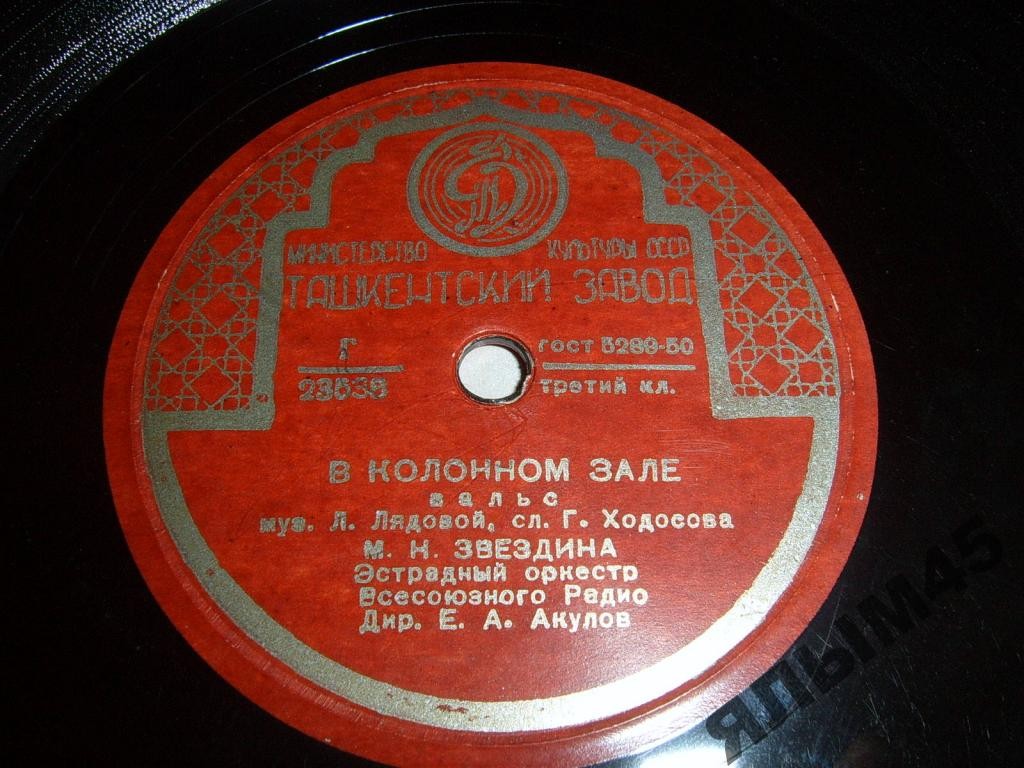 МИНИСТЕРСТВО КУЛЬТУРЫ СССР
ТАШКЕНТСКИЙ ЗАВОД
Г
23536
ГОСТ 5289-50
третий кл.
В КОЛОННОМ ЗАЛЕ
вальс
муз. Л. Лядовой, сл. Г. Ходосова
М. Н. ЗВЕЗДИНА
Эстрадный оркестр
Всесоюзного Радио
Дир. Е. А. Акулов
ЯДЫМ45